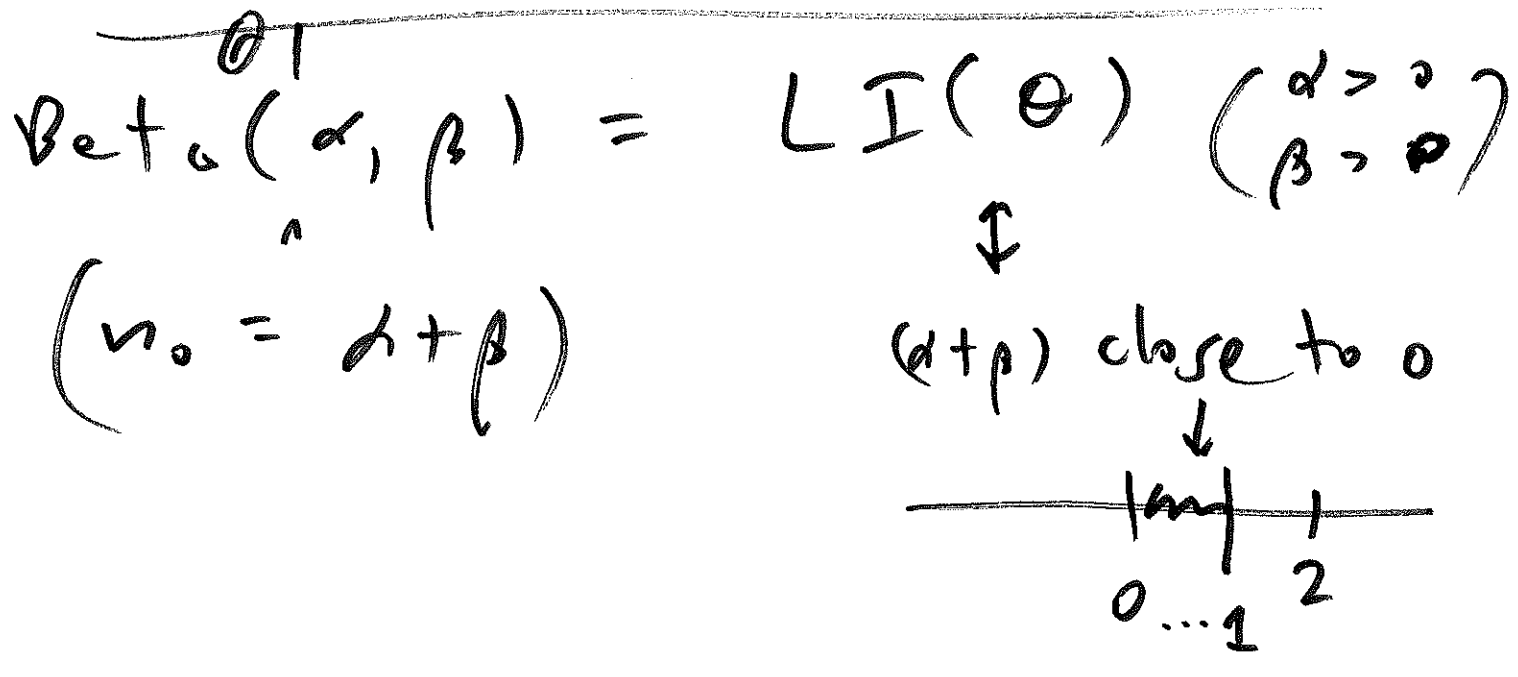 θ |
Beta(α, β) = LI(θ) (α > 0
β > 0)
(n₀ = α+β)
↕
(α+β) close to 0
↓
0 ... 1 2